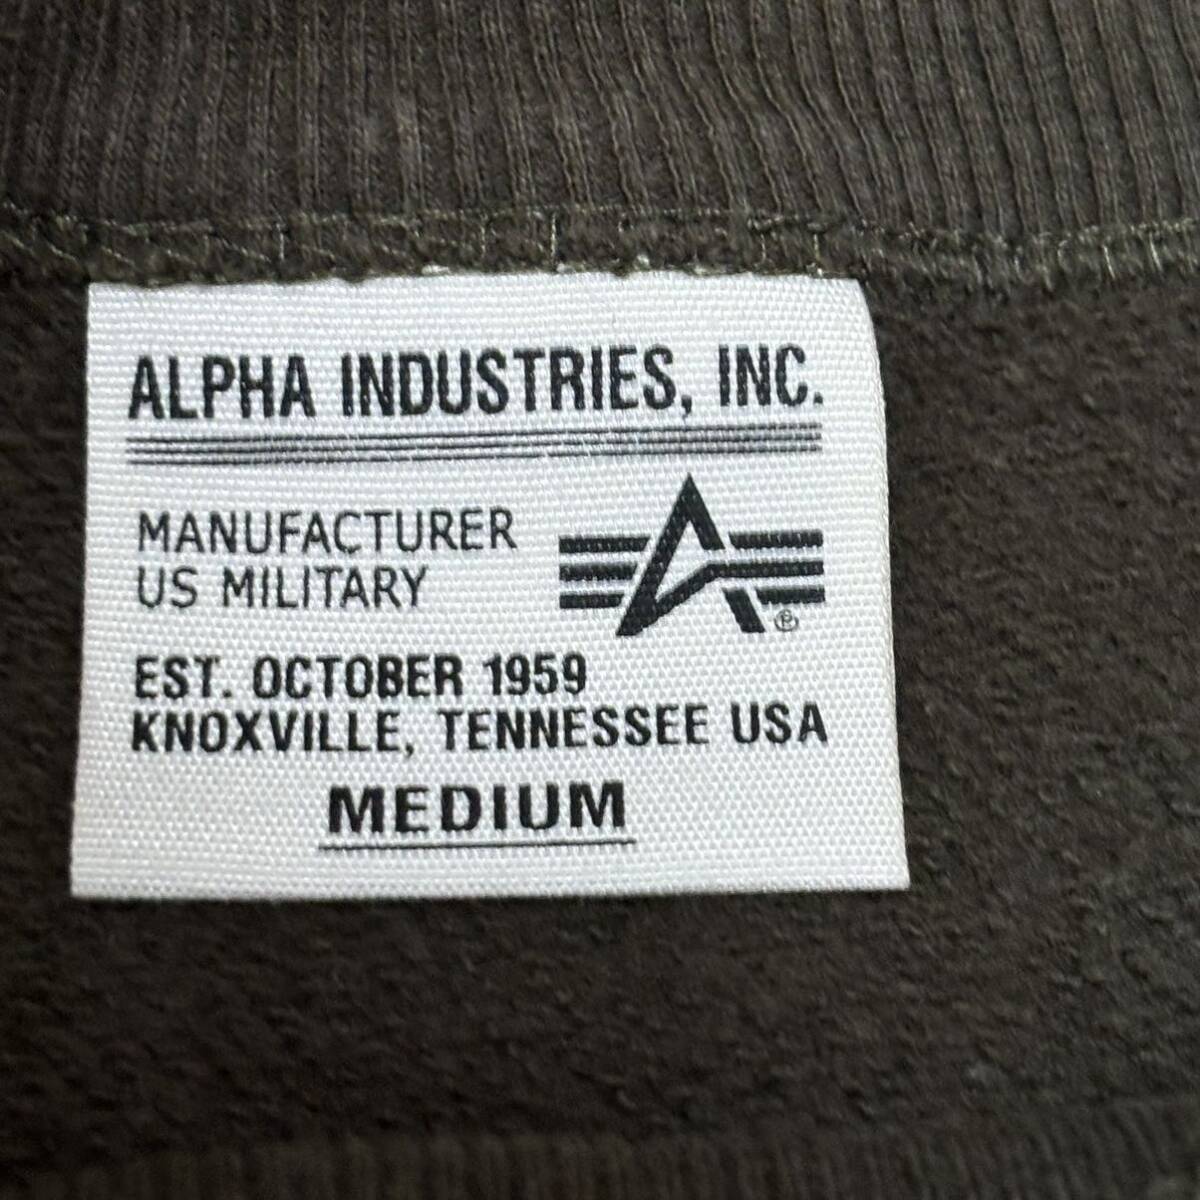 ALPHA INDUSTRIES, INC.
MANUFACTURER
US MILITARY
®
EST. OCTOBER 1959
KNOXVILLE, TENNESSEE USA
MEDIUM